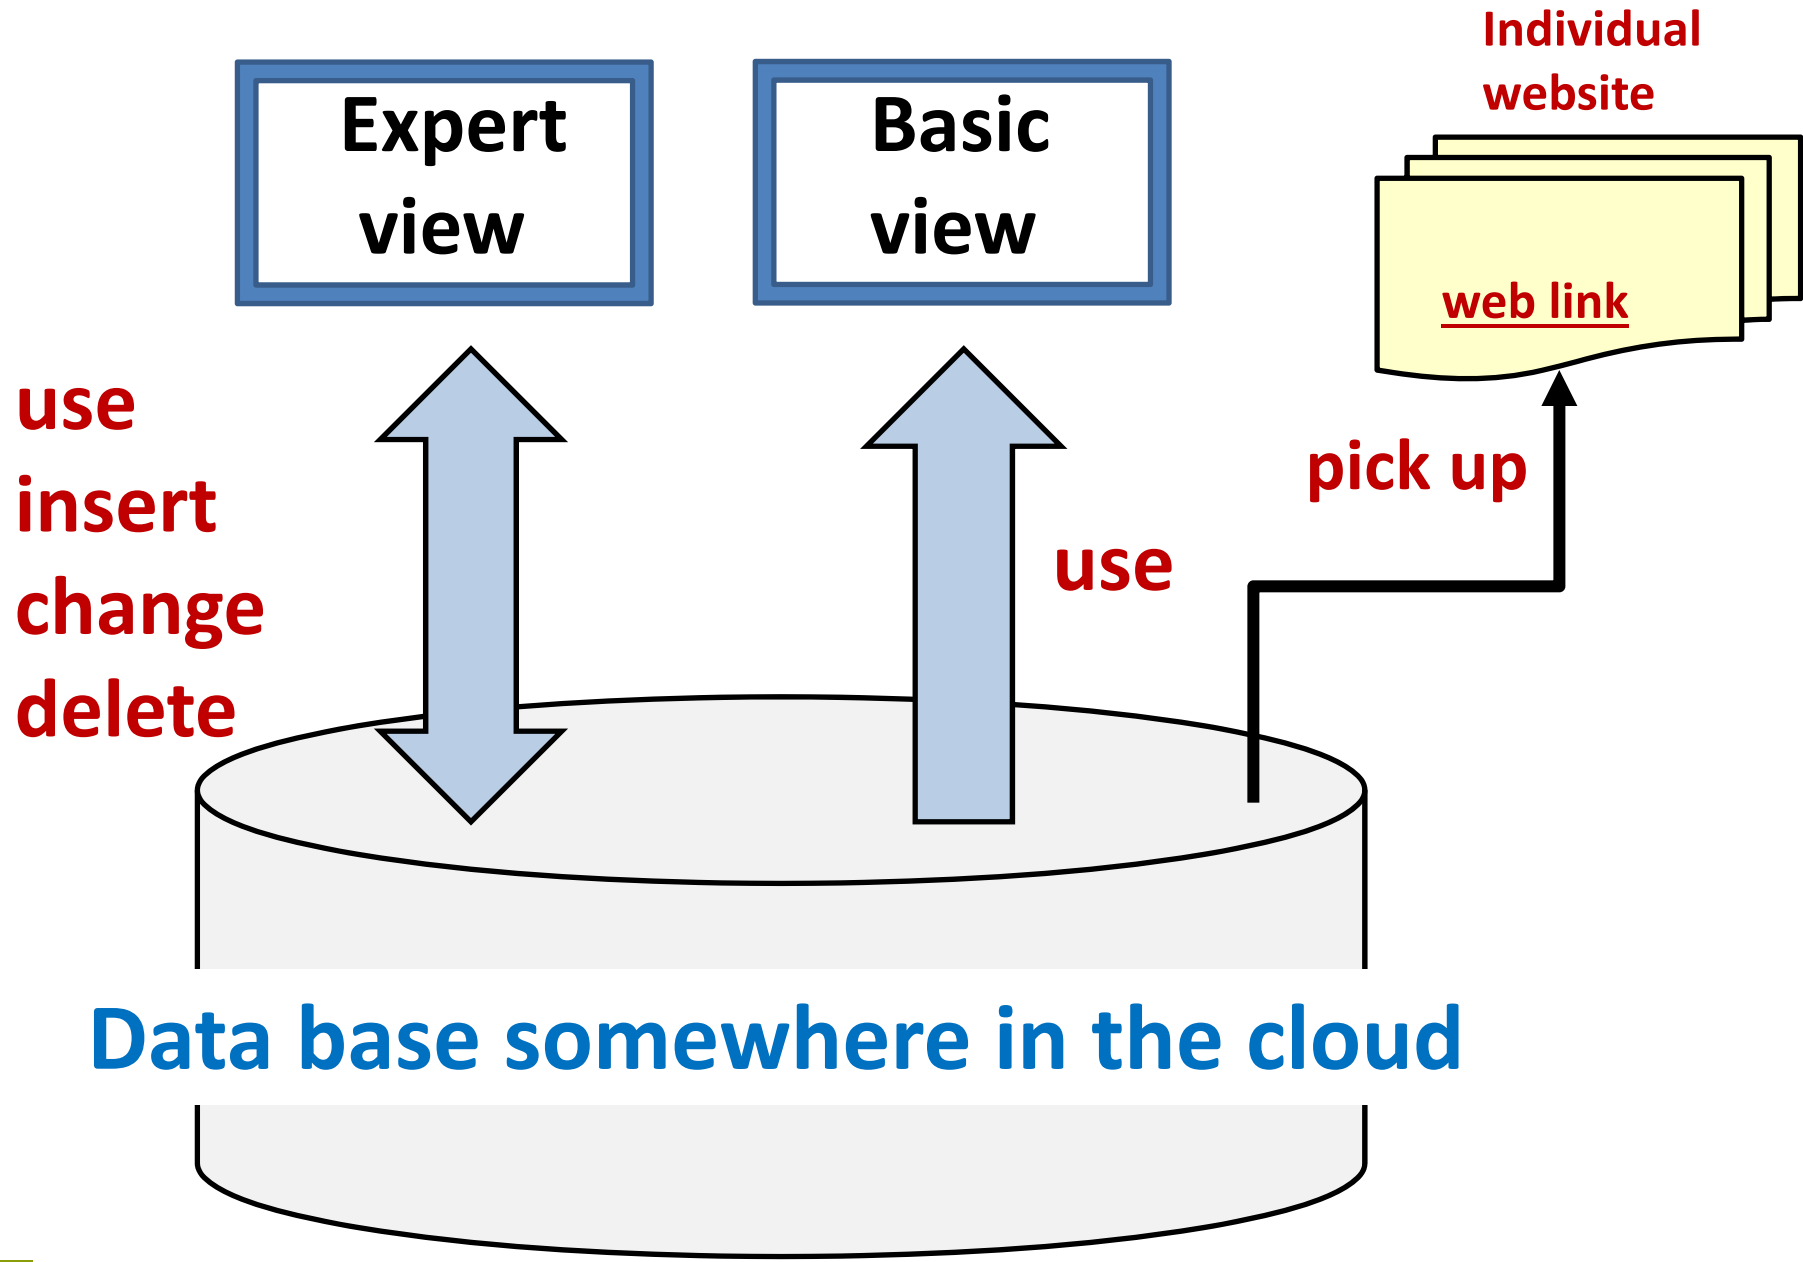 Individual
website
Expert
view
Basic
view
web link
use
insert
change
delete
use
pick up
Data base somewhere in the cloud